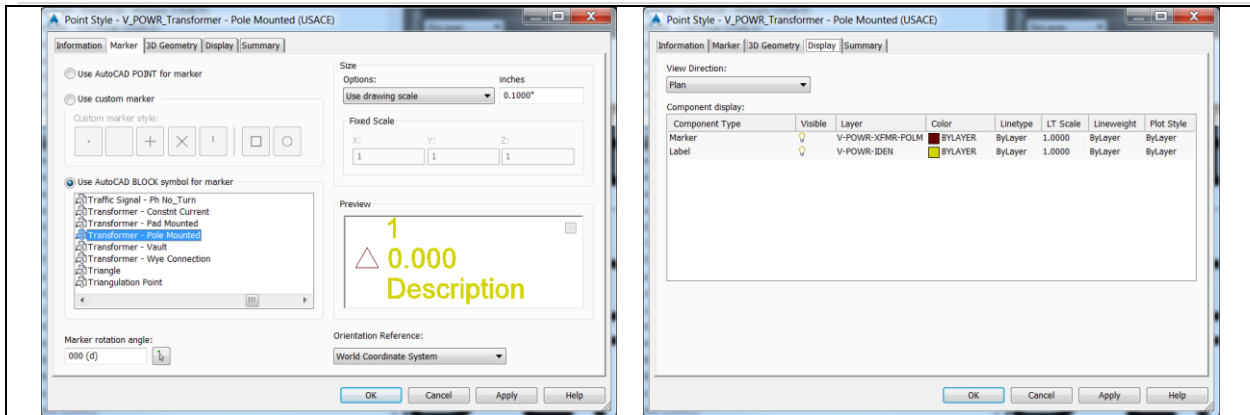 Point Style - V_POWR_Transformer - Pole Mounted (USACE)
Information Marker 3D Geometry Display Summary
Use AutoCAD POINT for marker
Use custom marker
Custom marker style:
Use AutoCAD BLOCK symbol for marker
Traffic Signal - Ph No_Turn
Transformer - Constnt Current
Transformer - Pad Mounted
Transformer - Pole Mounted
Transformer - Vault
Transformer - Wye Connection
Triangle
Triangulation Point
Marker rotation angle:
000 (d)
Size
Options: inches
Use drawing scale 0.1000"
Fixed Scale
X: Y: Z:
1 1 1
Preview
1
0.000
Description
Orientation Reference:
World Coordinate System
OK Cancel Apply Help
Point Style - V_POWR_Transformer - Pole Mounted (USACE)
Information Marker 3D Geometry Display Summary
View Direction:
Plan
Component display:
Component Type Visible Layer Color Linetype LT Scale Lineweight Plot Style
Marker V-POWR-XFMR-POLM BYLAYER ByLayer 1.0000 ByLayer ByLayer
Label V-POWR-IDEN BYLAYER ByLayer 1.0000 ByLayer ByLayer
OK Cancel Apply Help